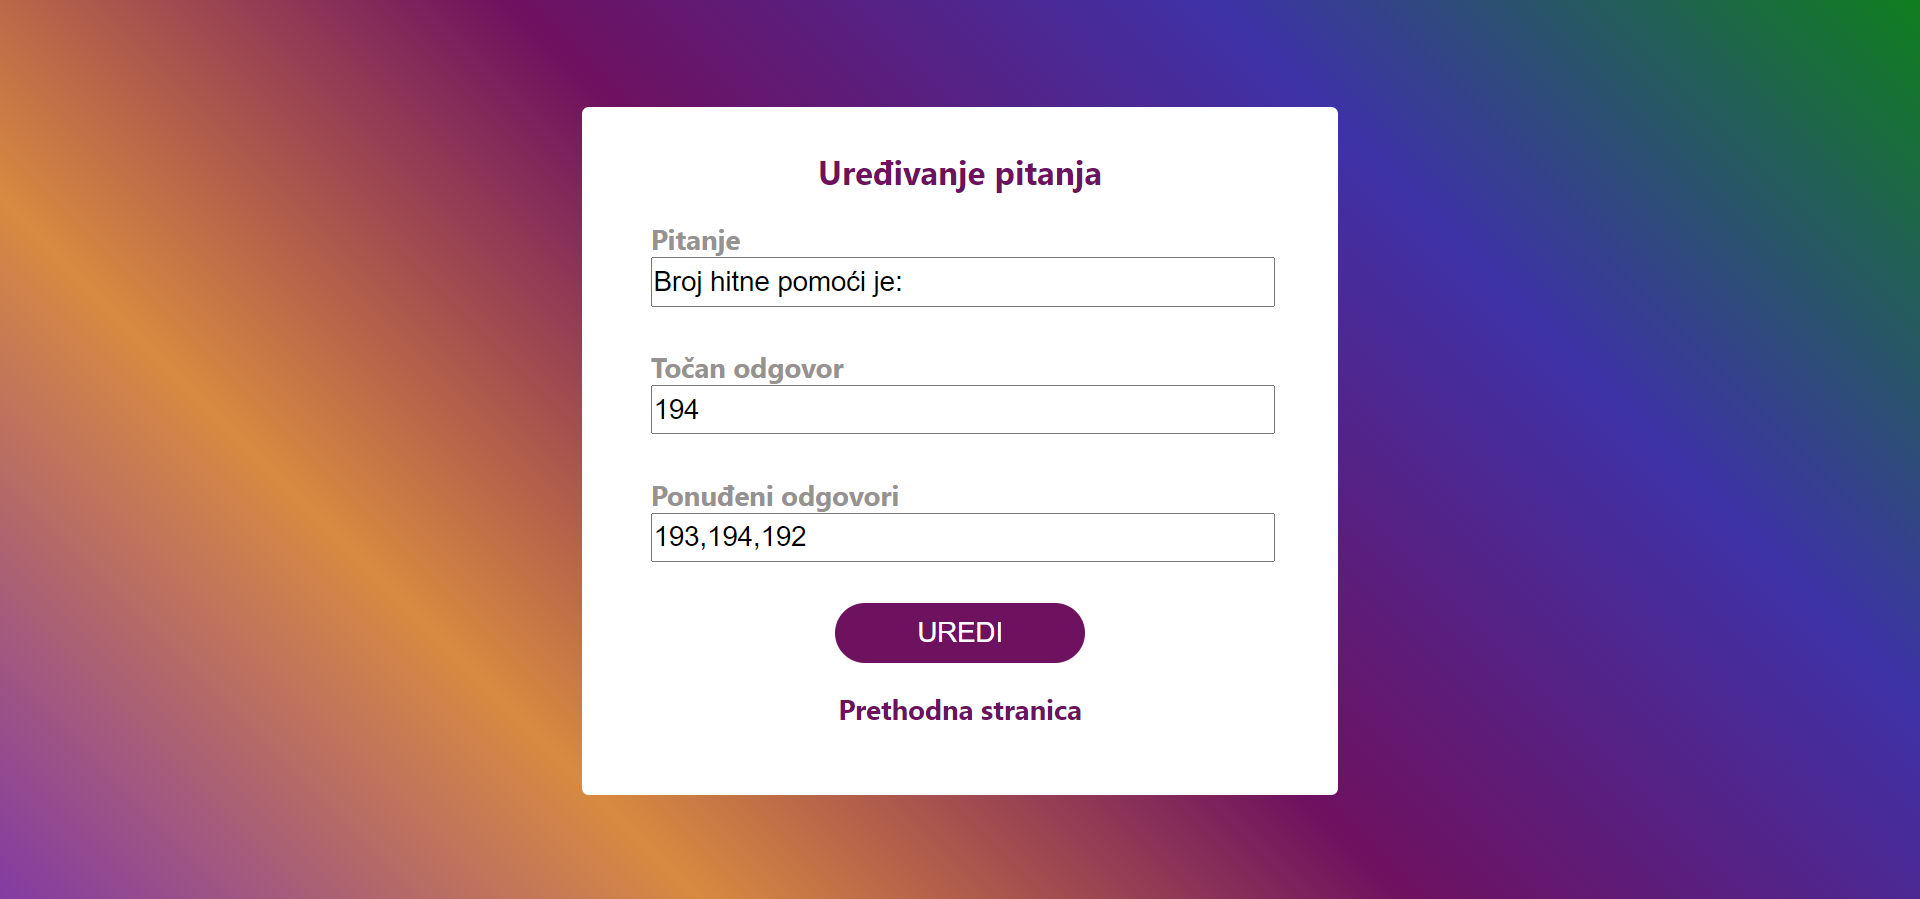 Uređivanje pitanja
Pitanje
Broj hitne pomoći je:
Točan odgovor
194
Ponuđeni odgovori
193,194,192
UREDI
Prethodna stranica